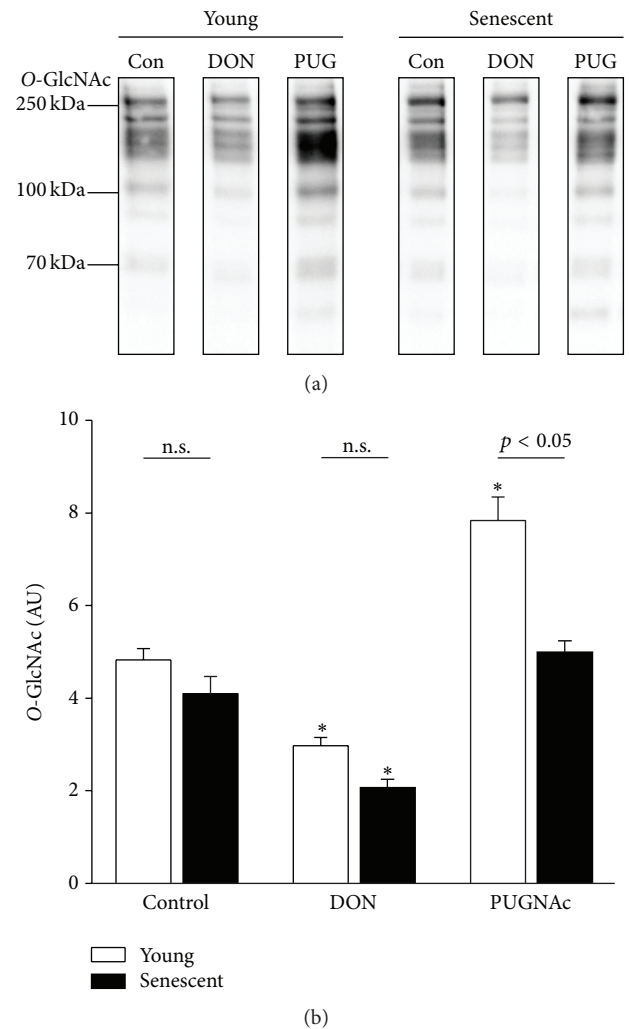 Young Senescent
Con DON PUG Con DON PUG
O-GlcNAc
250 kDa
100 kDa
70 kDa
(a)
10
n.s. n.s. p < 0.05
*
8
6
O-GlcNAc (AU)
4
* *
2
0
Control DON PUGNAc
Young
Senescent
(b)